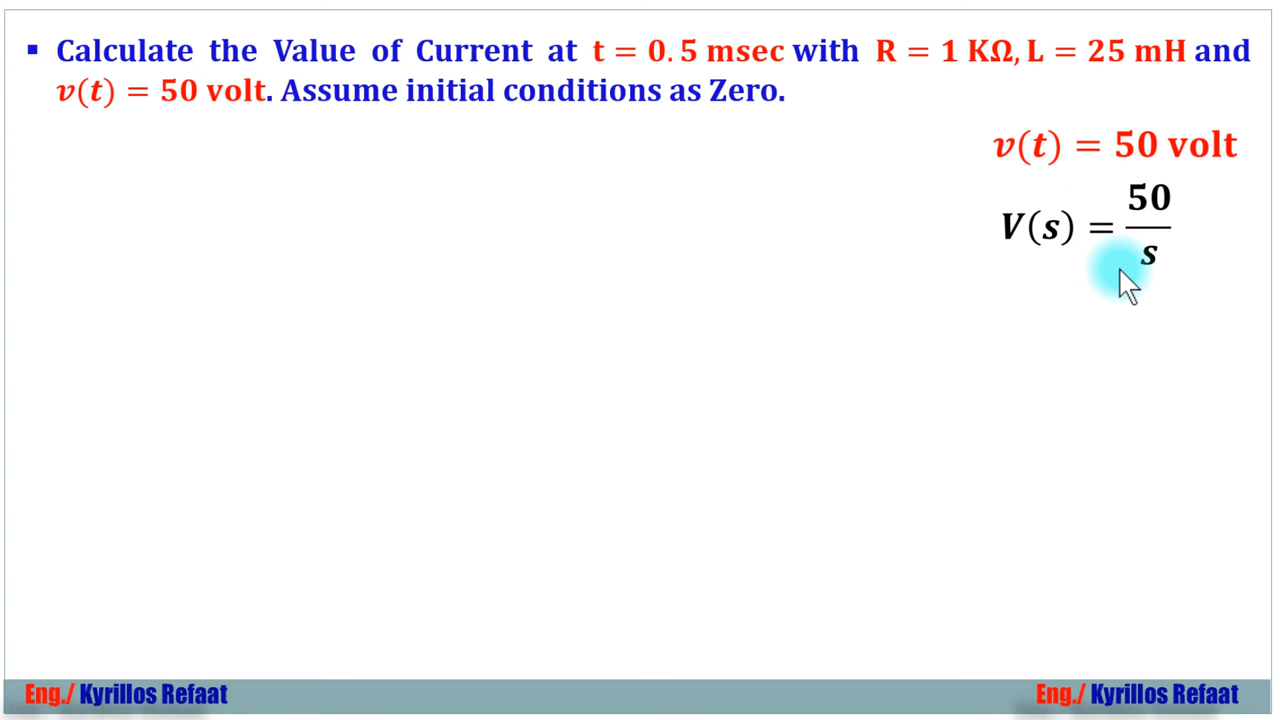 ▪ Calculate the Value of Current at t = 0.5 msec with R = 1 KΩ, L = 25 mH and
v(t) = 50 volt. Assume initial conditions as Zero.
v(t) = 50 volt
V(s) = 50/s
Eng./ Kyrillos Refaat Eng./ Kyrillos Refaat